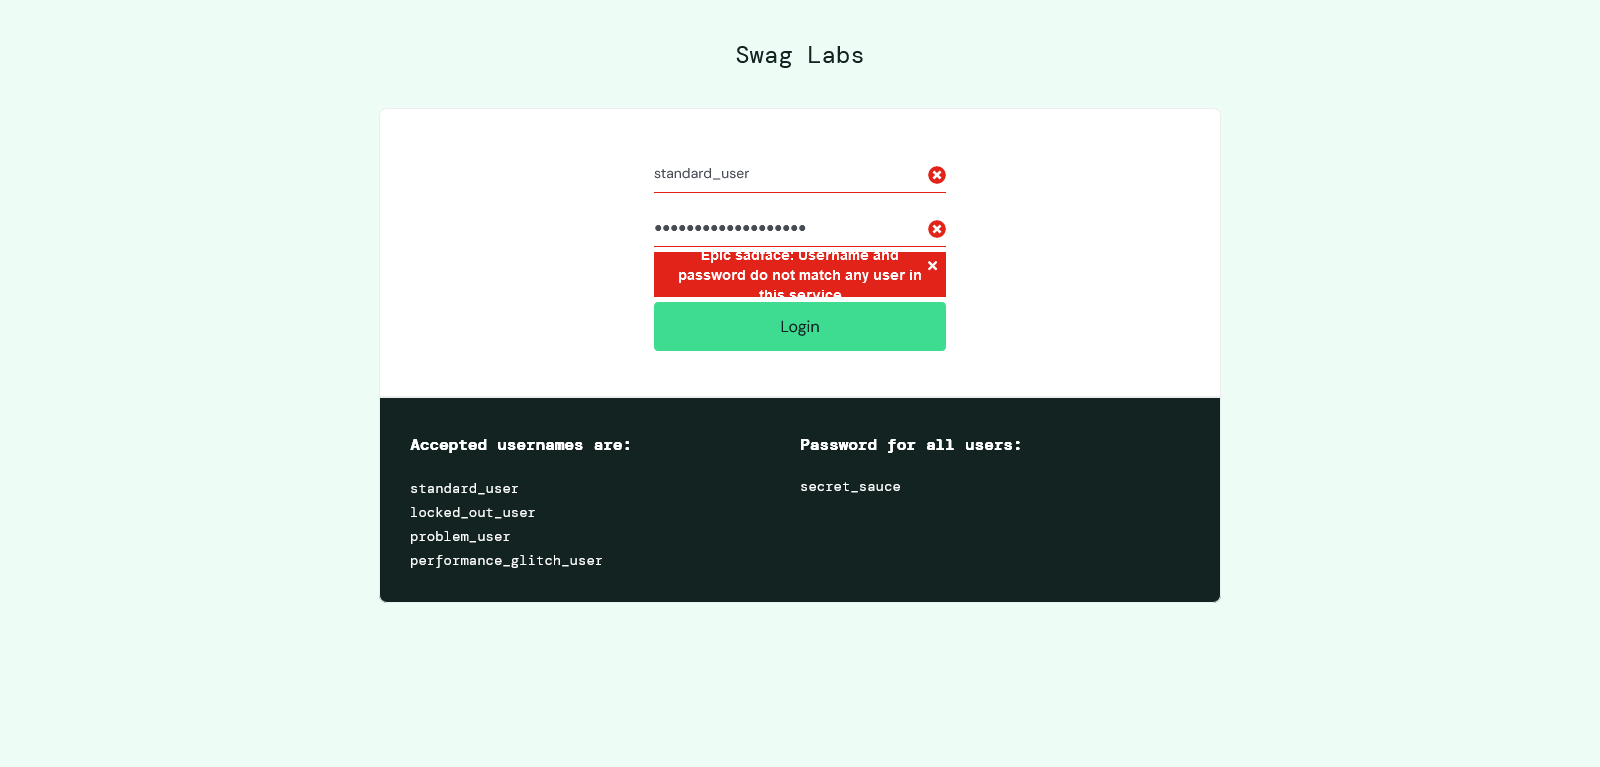 Swag Labs
standard_user
•••••••••••••••••••
Epic sadface: Username and
password do not match any user in
this service
Login
Accepted usernames are:
standard_user
locked_out_user
problem_user
performance_glitch_user
Password for all users:
secret_sauce